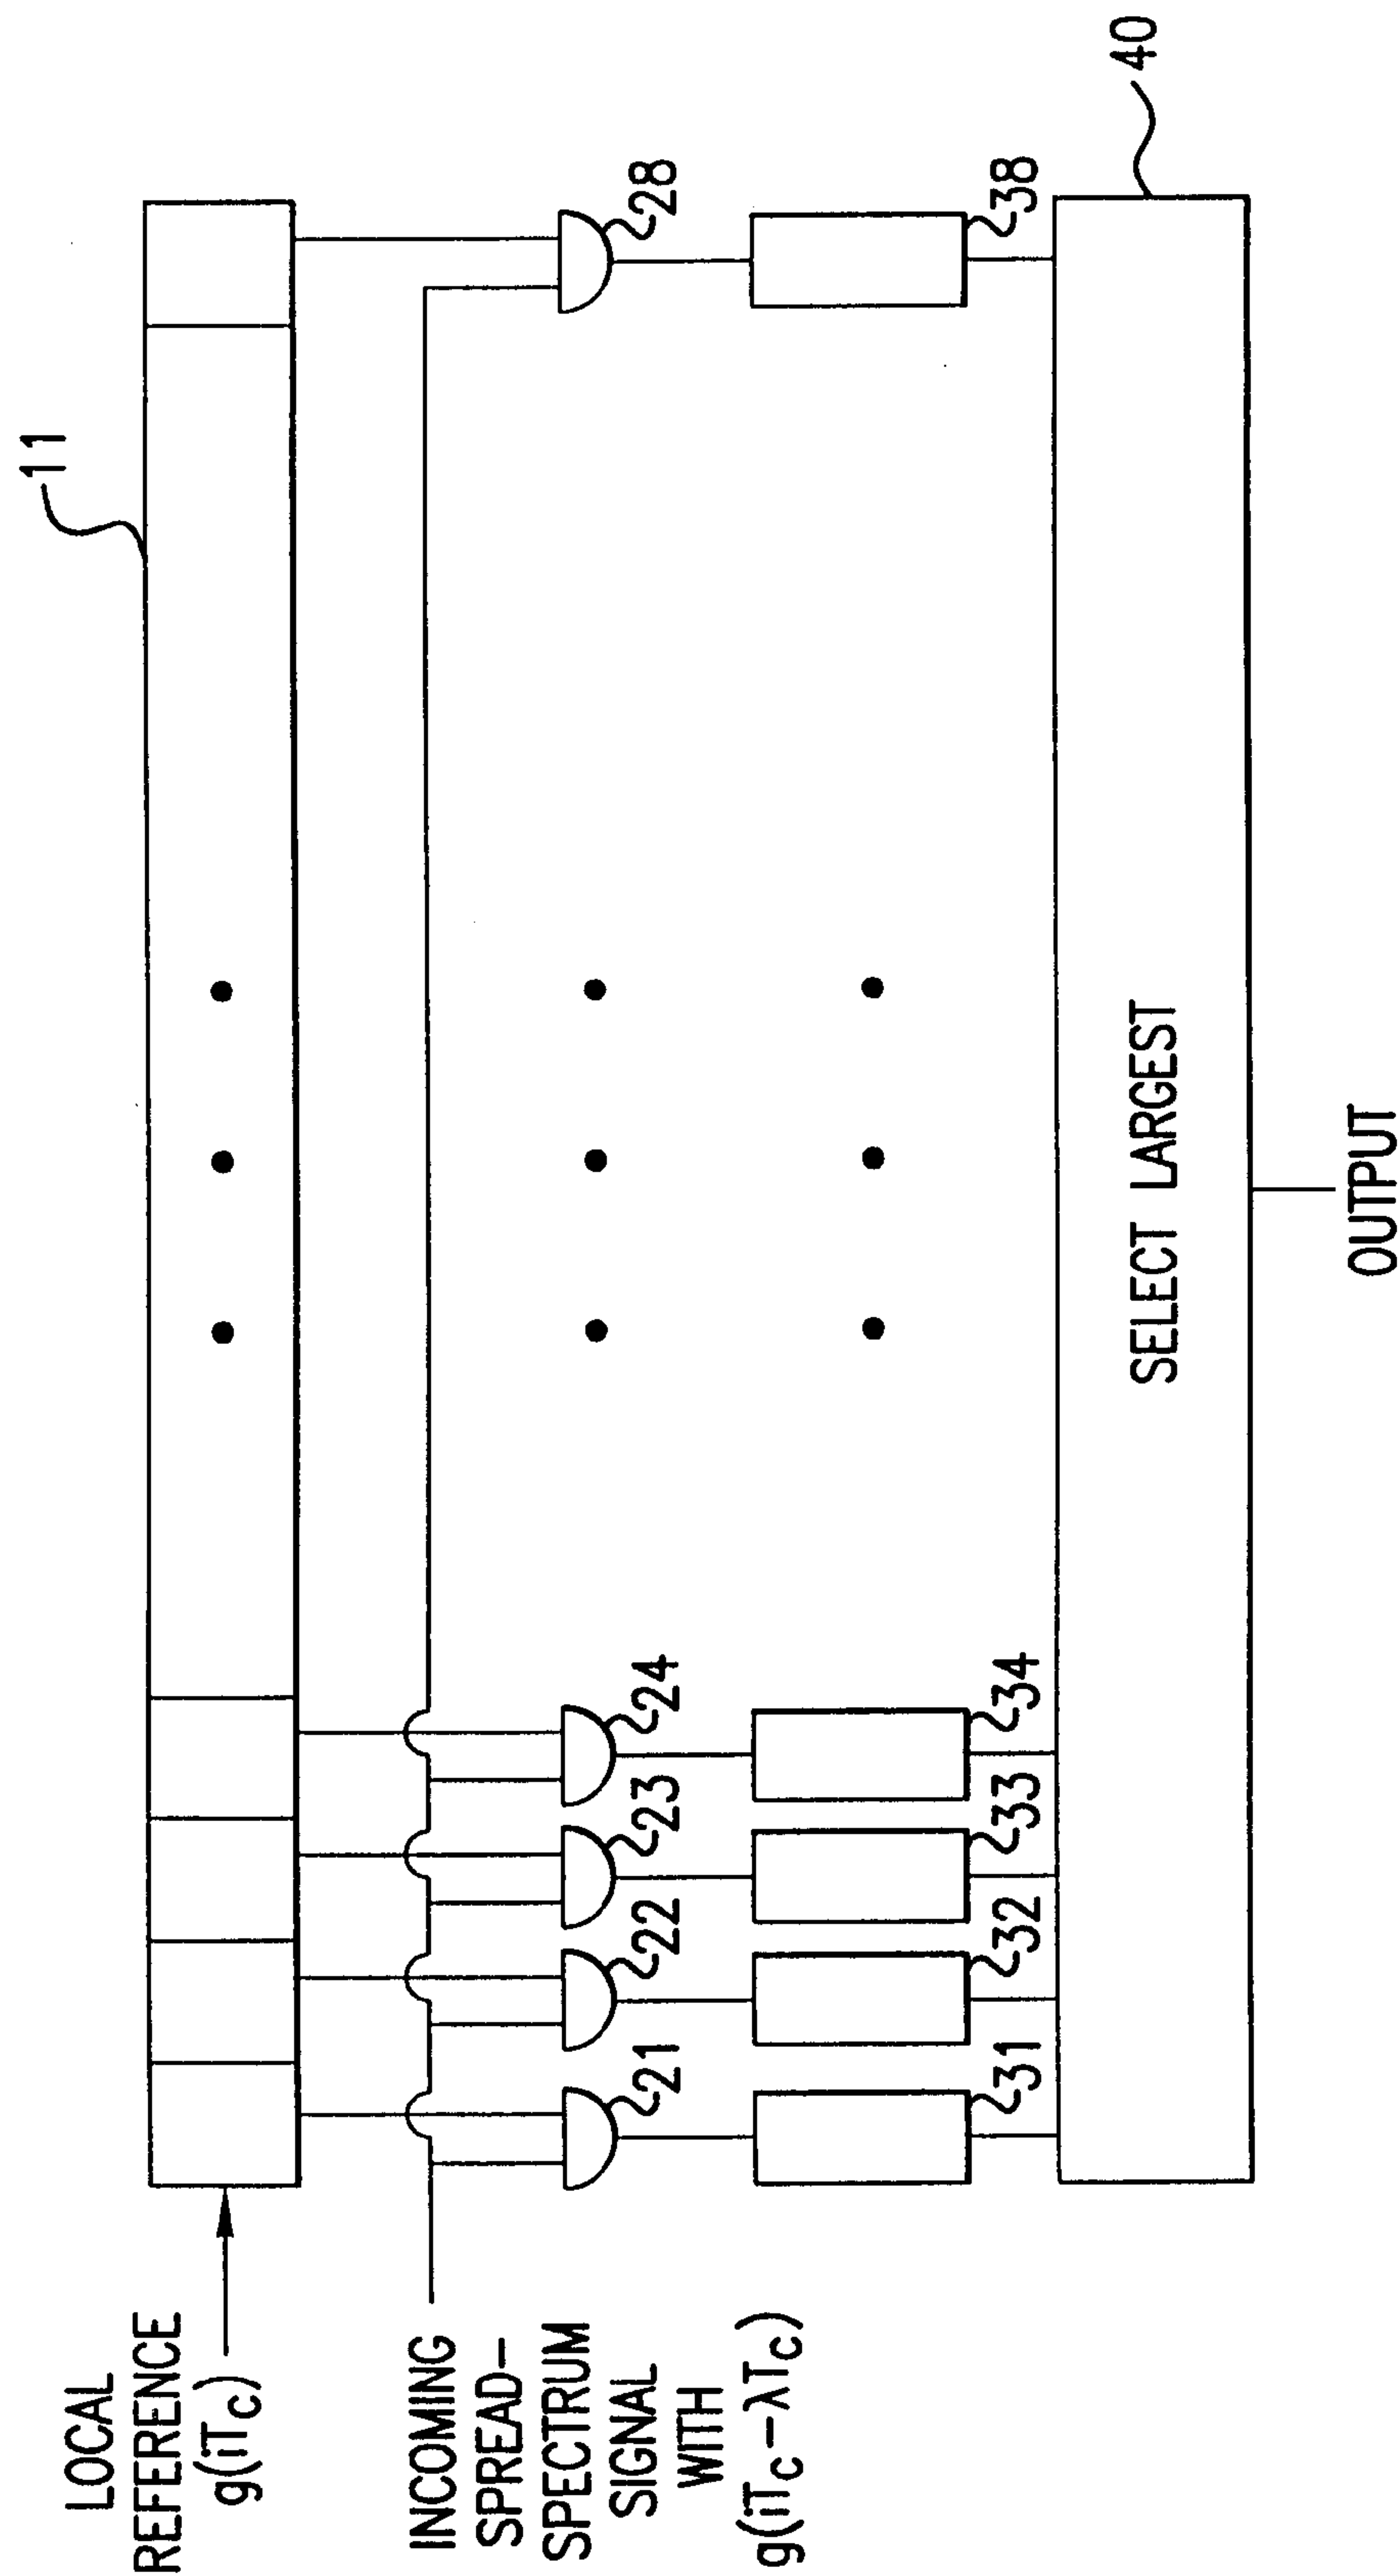 LOCAL
REFERENCE
g(iTc)
11
INCOMING
SPREAD-
SPECTRUM
SIGNAL
WITH
g(iTc-λTc)
21
22
23
24
28
31
32
33
34
38
SELECT LARGEST
40
OUTPUT